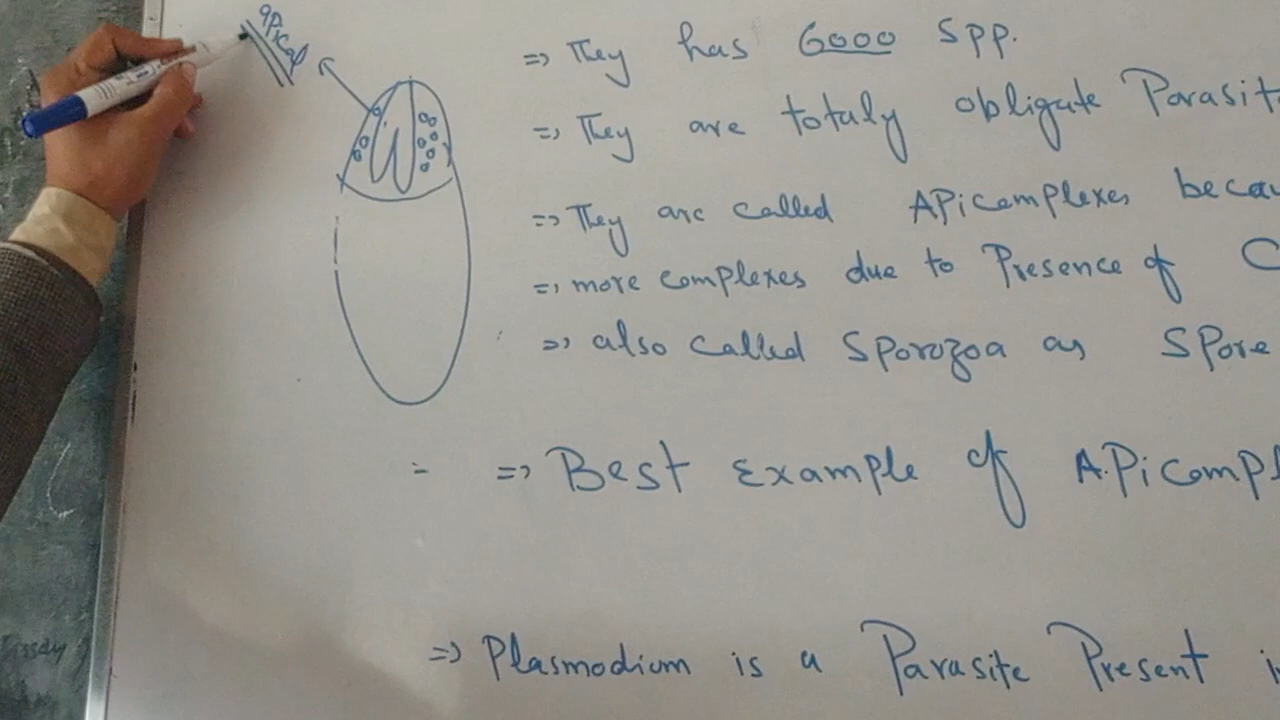 apical
=> They has 6000 spp.
=> They are totaly obligate Parasit
=> They are called APicomplexes becau
=> more complexes due to Presence of C
=> also called Sporozoa as Spore
=> Best Example of APicompl
=> Plasmodium is a Parasite Present i